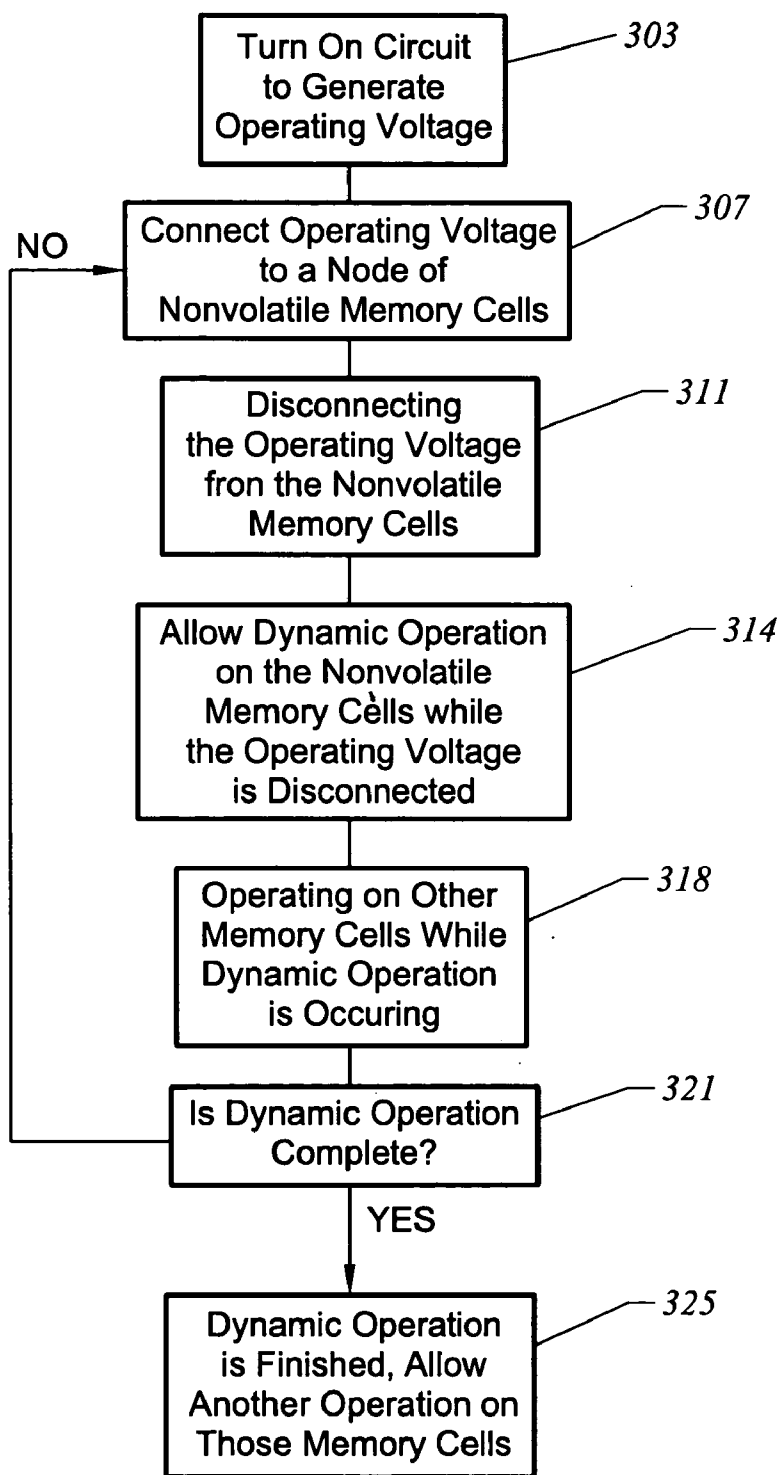 Turn On Circuit
to Generate
Operating Voltage
303
Connect Operating Voltage
to a Node of
Nonvolatile Memory Cells
307
NO
Disconnecting
the Operating Voltage
fron the Nonvolatile
Memory Cells
311
Allow Dynamic Operation
on the Nonvolatile
Memory Cells while
the Operating Voltage
is Disconnected
314
Operating on Other
Memory Cells While
Dynamic Operation
is Occuring
318
Is Dynamic Operation
Complete?
321
YES
Dynamic Operation
is Finished, Allow
Another Operation on
Those Memory Cells
325